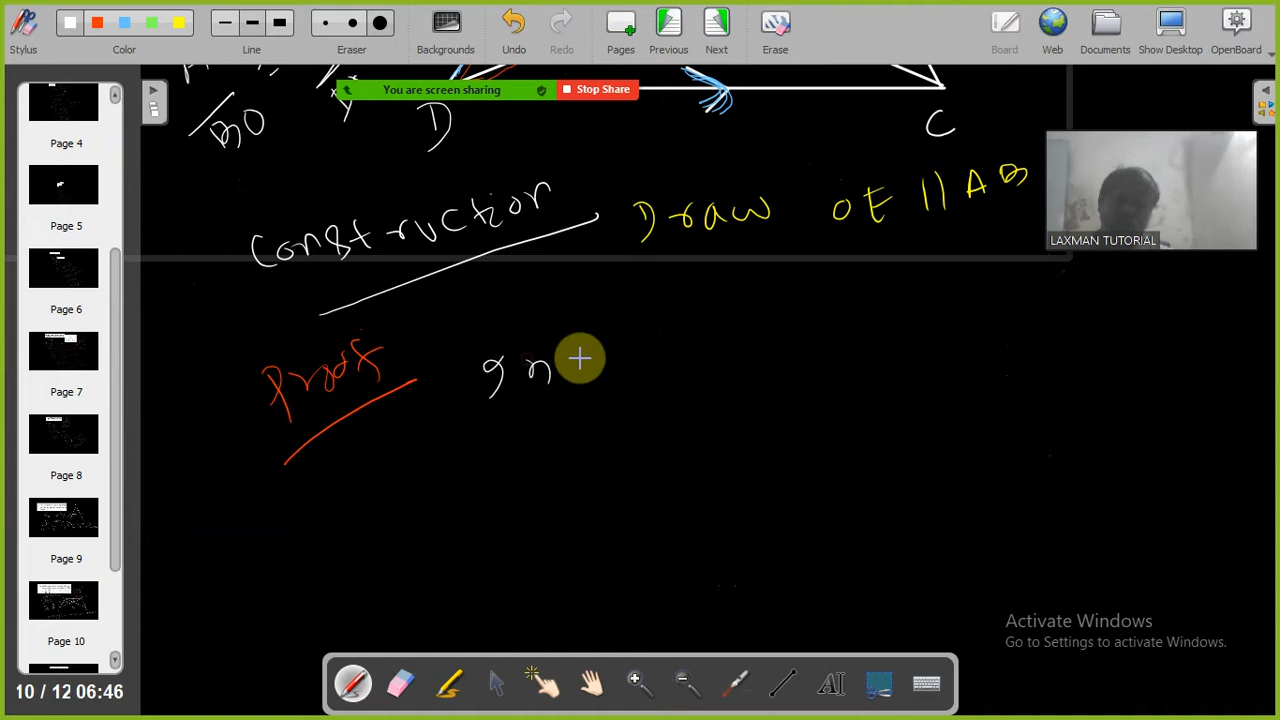 Stylus
Color
Line
Eraser
Backgrounds
Undo
Redo
Pages
Previous
Next
Erase
Board
Web
Documents
Show Desktop
OpenBoard
You are screen sharing
Stop Share
D
C
BO
Construction
Draw OE || AB
LAXMAN TUTORIAL
Proof
In
Page 4
Page 5
Page 6
Page 7
Page 8
Page 9
Page 10
10 / 12 06:46
Activate Windows
Go to Settings to activate Windows.